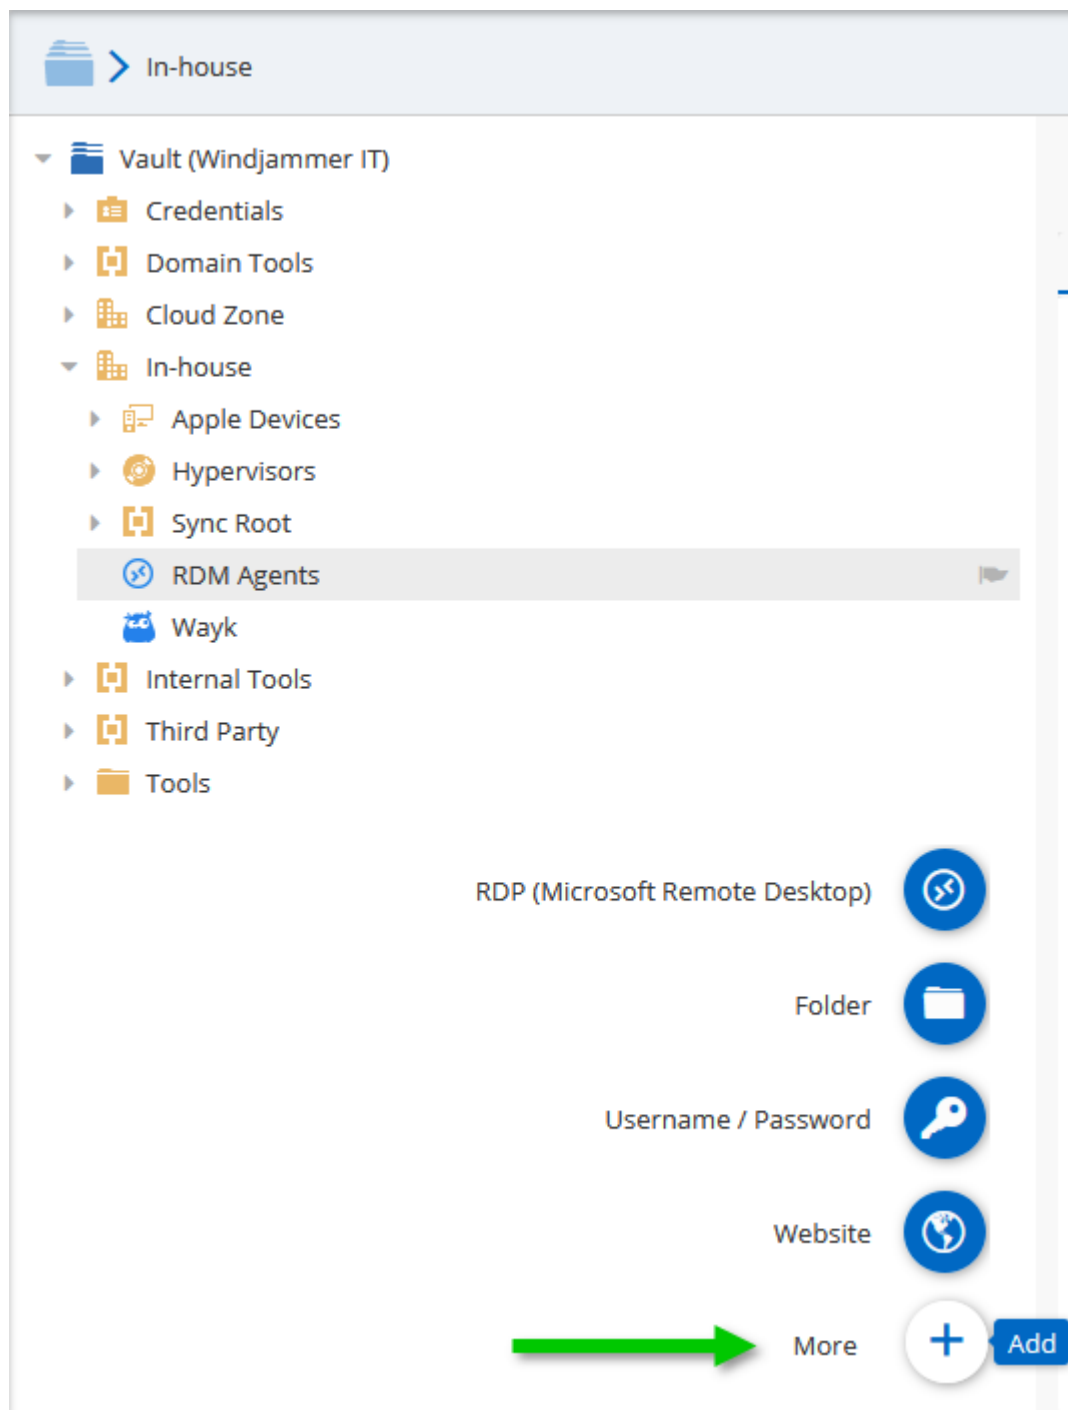 In-house
Vault (Windjammer IT)
Credentials
Domain Tools
Cloud Zone
In-house
Apple Devices
Hypervisors
Sync Root
RDM Agents
Wayk
Internal Tools
Third Party
Tools
RDP (Microsoft Remote Desktop)
Folder
Username / Password
Website
More Add